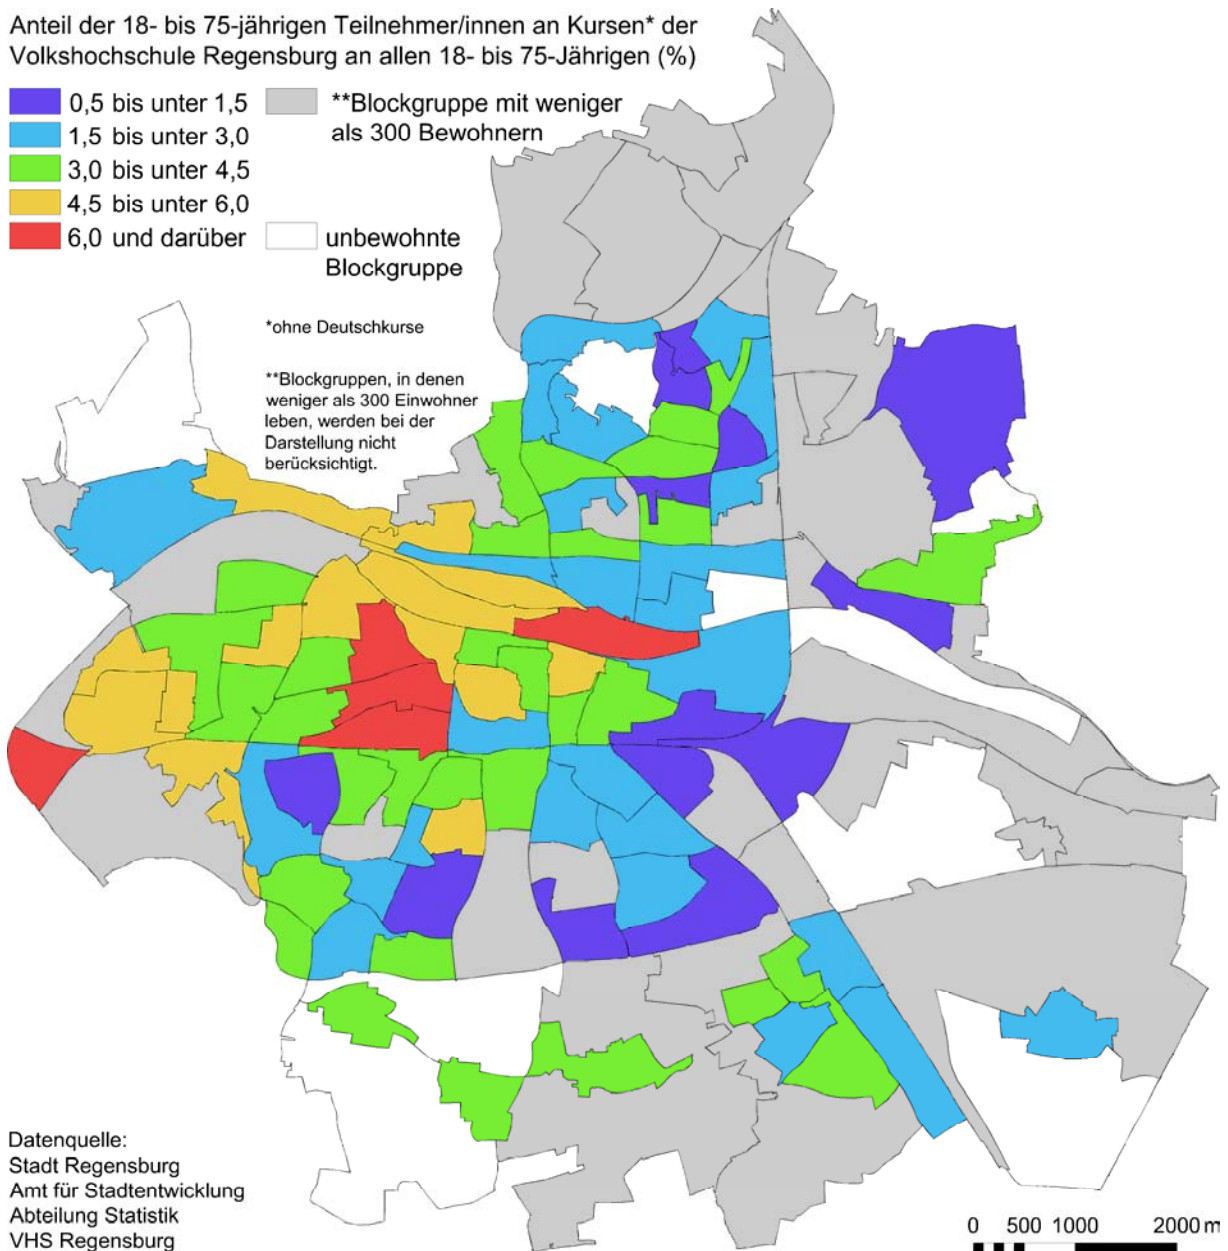 Anteil der 18- bis 75-jährigen Teilnehmer/innen an Kursen* der
Volkshochschule Regensburg an allen 18- bis 75-Jährigen (%)
0,5 bis unter 1,5
1,5 bis unter 3,0
3,0 bis unter 4,5
4,5 bis unter 6,0
6,0 und darüber
**Blockgruppe mit weniger
als 300 Bewohnern
unbewohnte
Blockgruppe
*ohne Deutschkurse
**Blockgruppen, in denen
weniger als 300 Einwohner
leben, werden bei der
Darstellung nicht
berücksichtigt.
Datenquelle:
Stadt Regensburg
Amt für Stadtentwicklung
Abteilung Statistik
VHS Regensburg
0 500 1000 2000 m